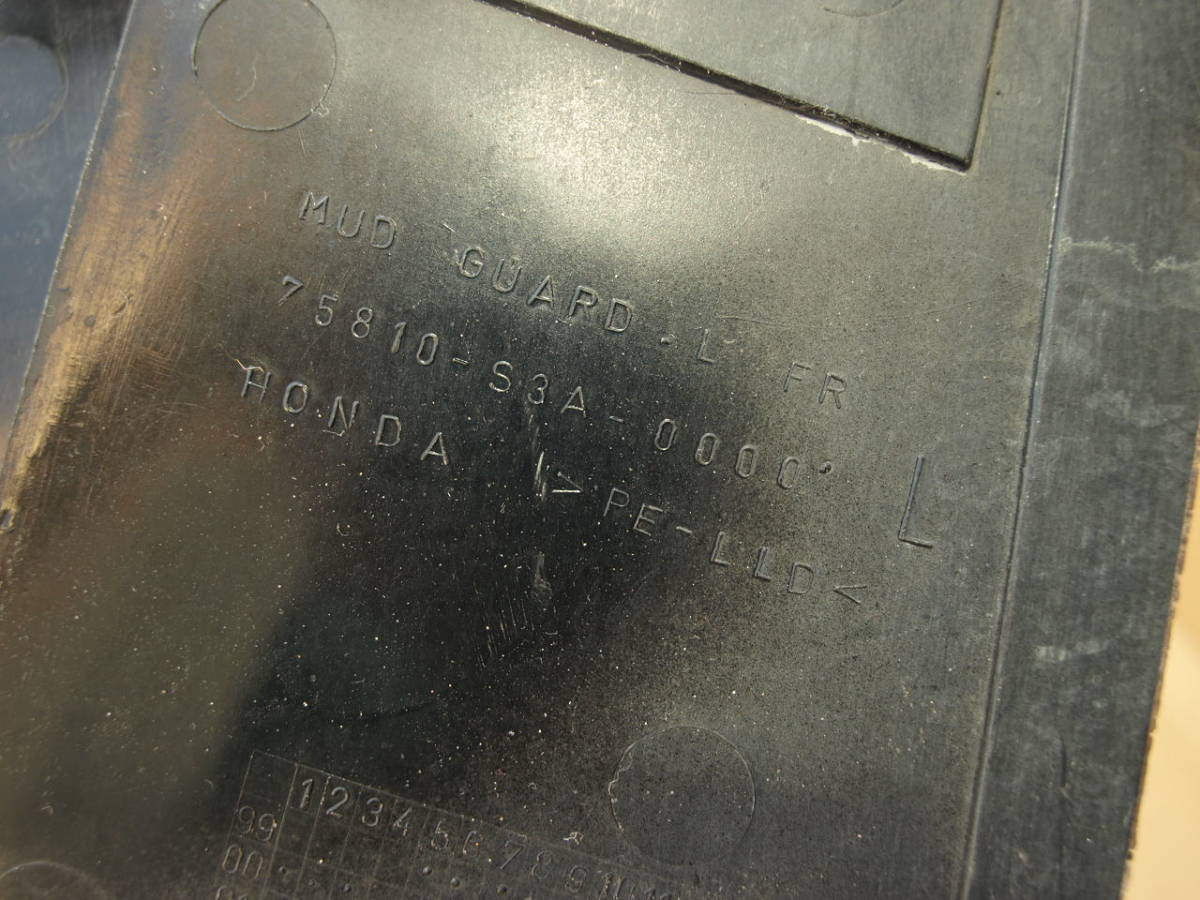 MUD GUARD . L FR
75810-S3A-0000
HONDA >PE-LLD<
L
L
1 2 3 4 5 6 7 8 9 10 11
99
00